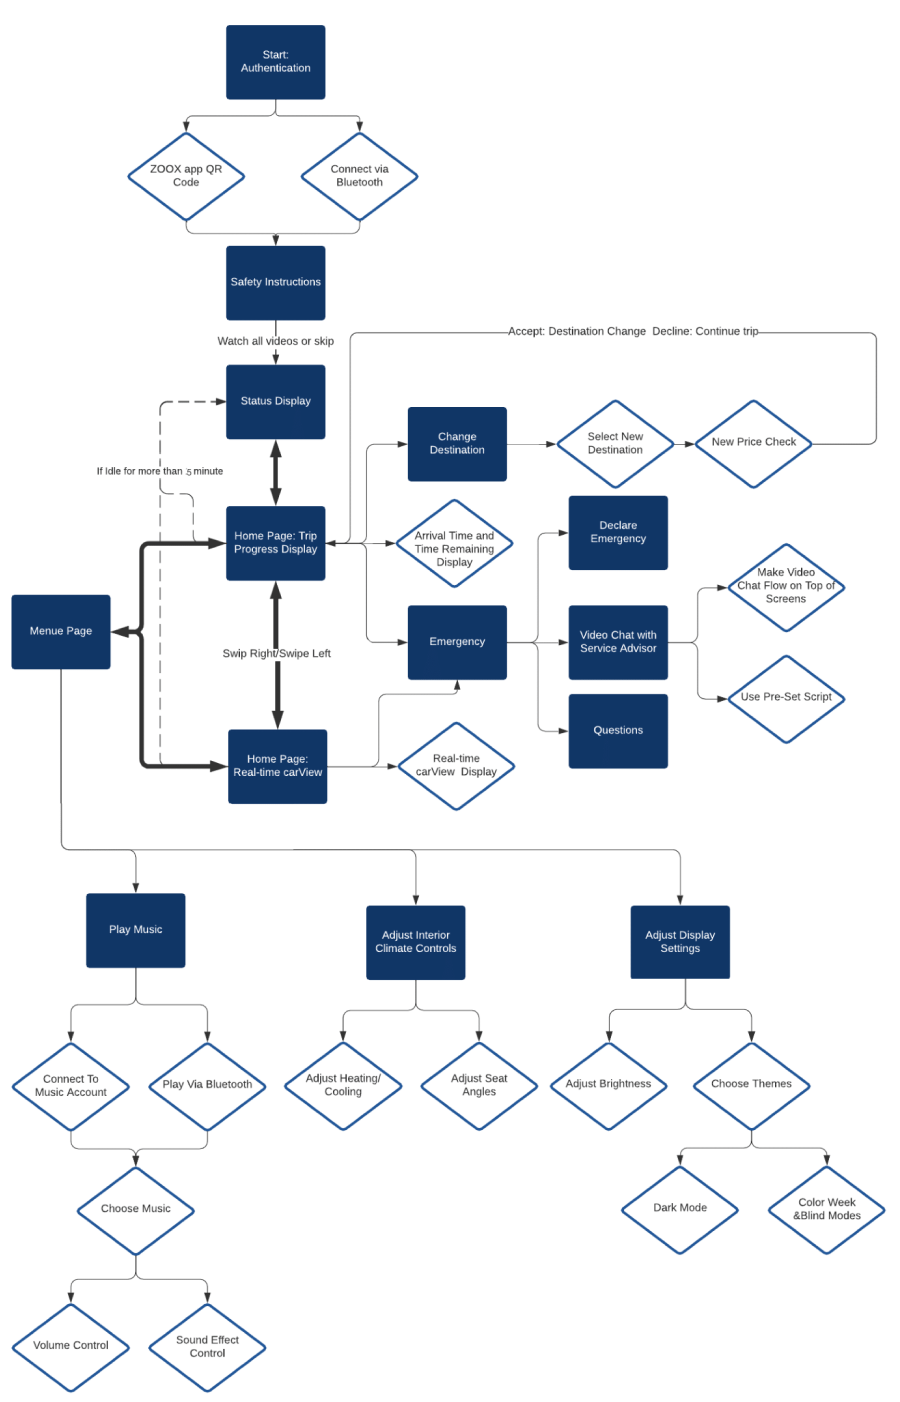 Start:
Authentication
ZOOX app QR
Code
Connect via
Bluetooth
Safety Instructions
Watch all videos or skip
Accept: Destination Change  Decline: Continue trip
Status Display
Change
Destination
Select New
Destination
New Price Check
If Idle for more than .5 minute
Home Page: Trip
Progress Display
Arrival Time and
Time Remaining
Display
Declare
Emergency
Make Video
Chat Flow on Top of
Screens
Menue Page
Emergency
Video Chat with
Service Advisor
Swip Right/Swipe Left
Use Pre-Set Script
Questions
Home Page:
Real-time carView
Real-time
carView  Display
Play Music
Adjust Interior
Climate Controls
Adjust Display
Settings
Connect To
Music Account
Play Via Bluetooth
Adjust Heating/
Cooling
Adjust Seat
Angles
Adjust Brightness
Choose Themes
Choose Music
Dark Mode
Color Week
&Blind Modes
Volume Control
Sound Effect
Control